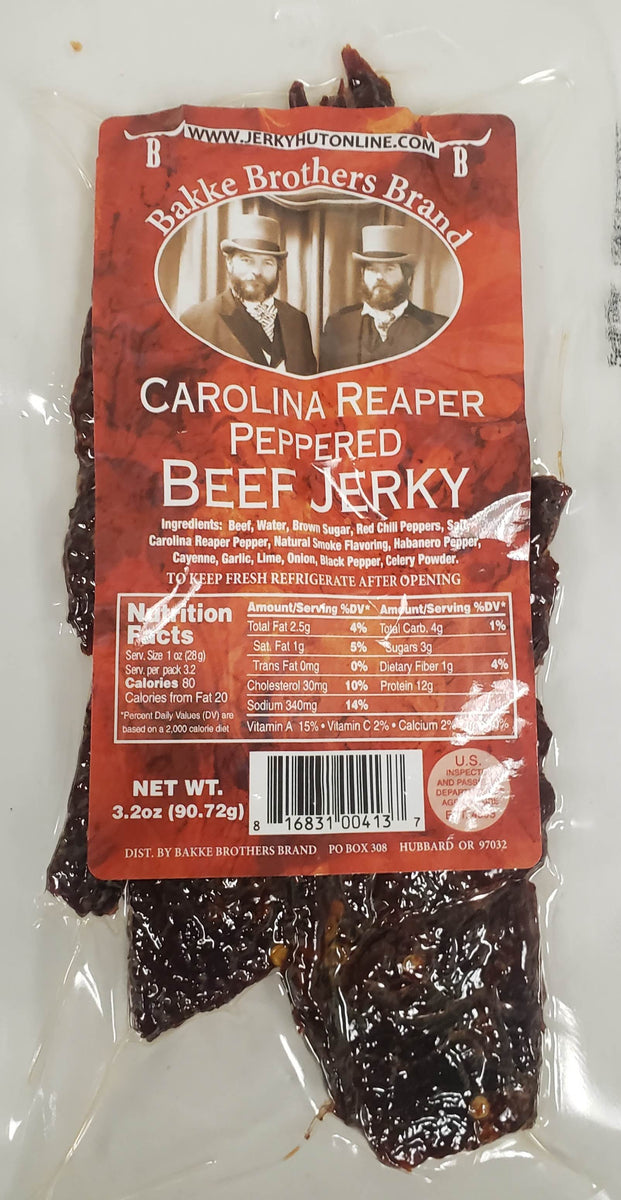 WWW.JERKYHUTONLINE.COM
B B
Bakke Brothers Brand
CAROLINA REAPER
PEPPERED
BEEF JERKY
Ingredients: Beef, Water, Brown Sugar, Red Chili Peppers, Salt,
Carolina Reaper Pepper, Natural Smoke Flavoring, Habanero Pepper,
Cayenne, Garlic, Lime, Onion, Black Pepper, Celery Powder.
TO KEEP FRESH REFRIGERATE AFTER OPENING
Nutrition
Facts
Serv. Size 1 oz (28g)
Serv. per pack 3.2
Calories 80
Calories from Fat 20
*Percent Daily Values (DV) are
based on a 2,000 calorie diet
Amount/Serving %DV* Amount/Serving %DV*
Total Fat 2.5g 4% Total Carb. 4g 1%
Sat. Fat 1g 5% Sugars 3g
Trans Fat 0mg 0% Dietary Fiber 1g 4%
Cholesterol 30mg 10% Protein 12g
Sodium 340mg 14%
Vitamin A 15% • Vitamin C 2% • Calcium 2%
NET WT.
3.2oz (90.72g)
8 16831 00413 7
U.S.
INSPECTED
AND PASSED
DEPARTMENT
DIST. BY BAKKE BROTHERS BRAND PO BOX 308 HUBBARD OR 97032